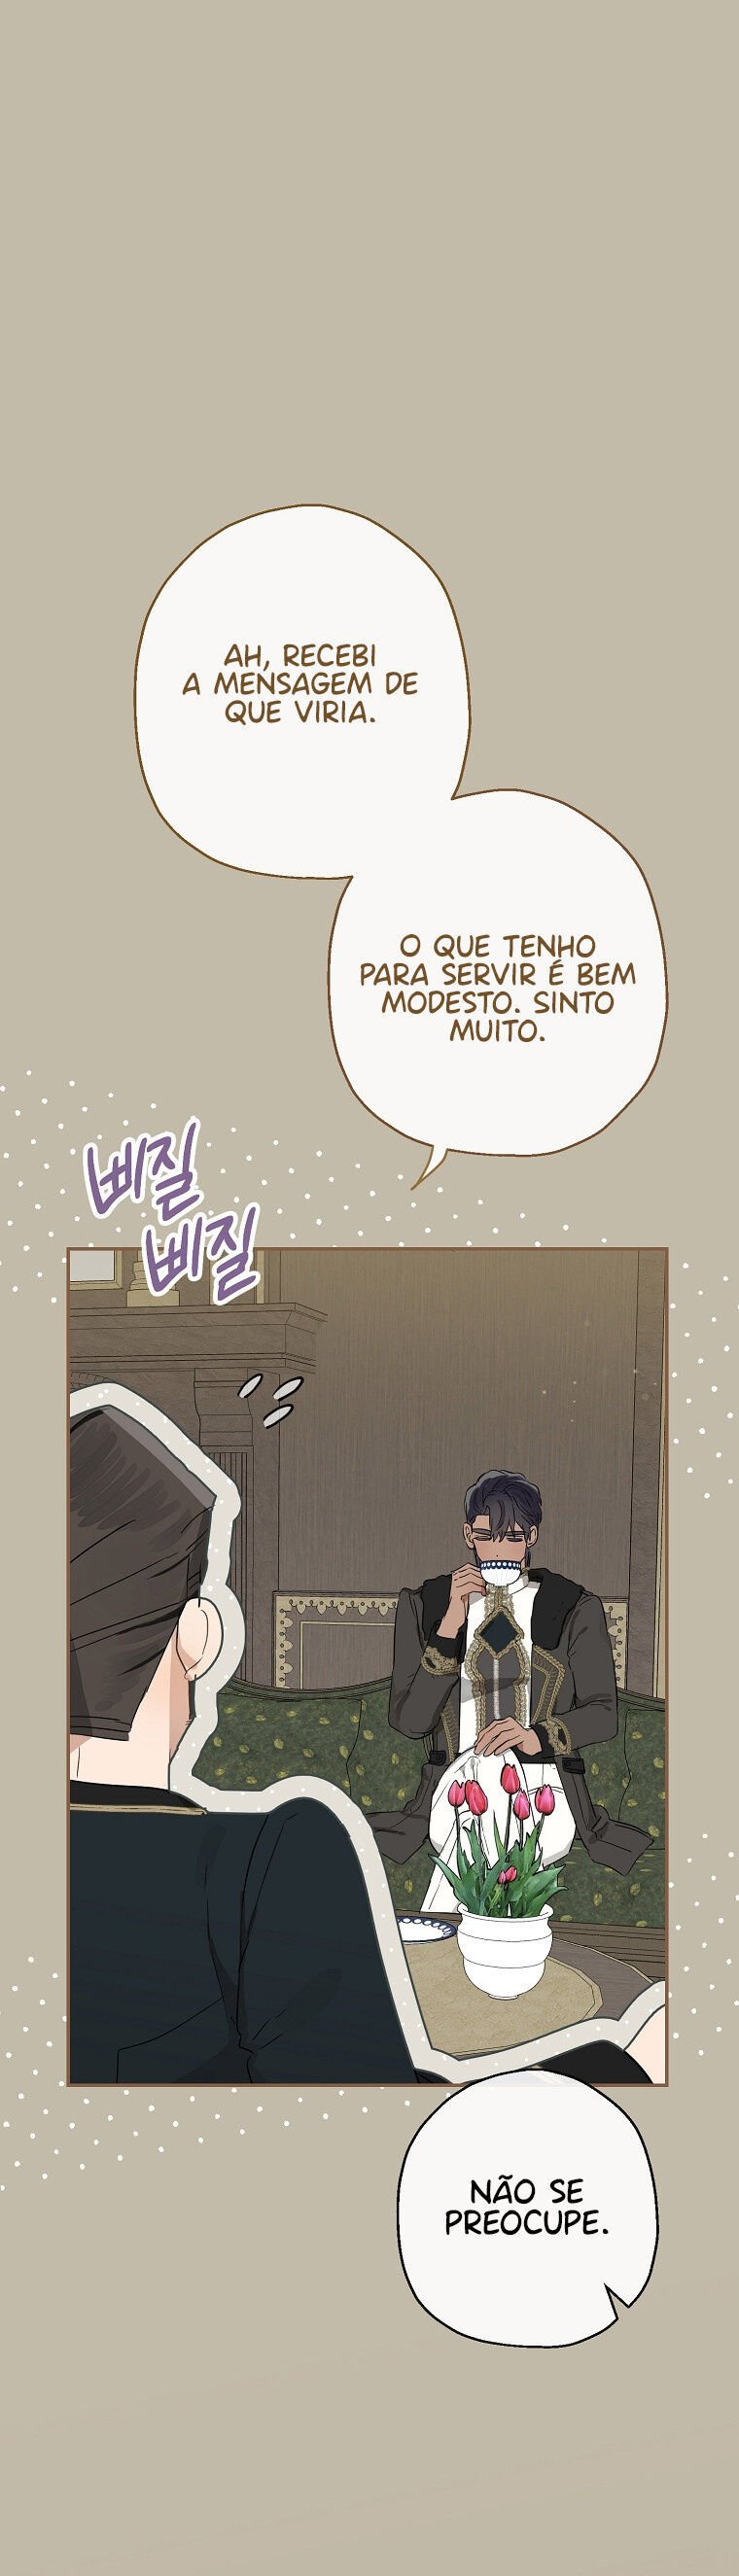 AH, RECEBI
A MENSAGEM DE
QUE VIRIA.
O QUE TENHO
PARA SERVIR É BEM
MODESTO. SINTO
MUITO.
삐질
삐질
NÃO SE
PREOCUPE.